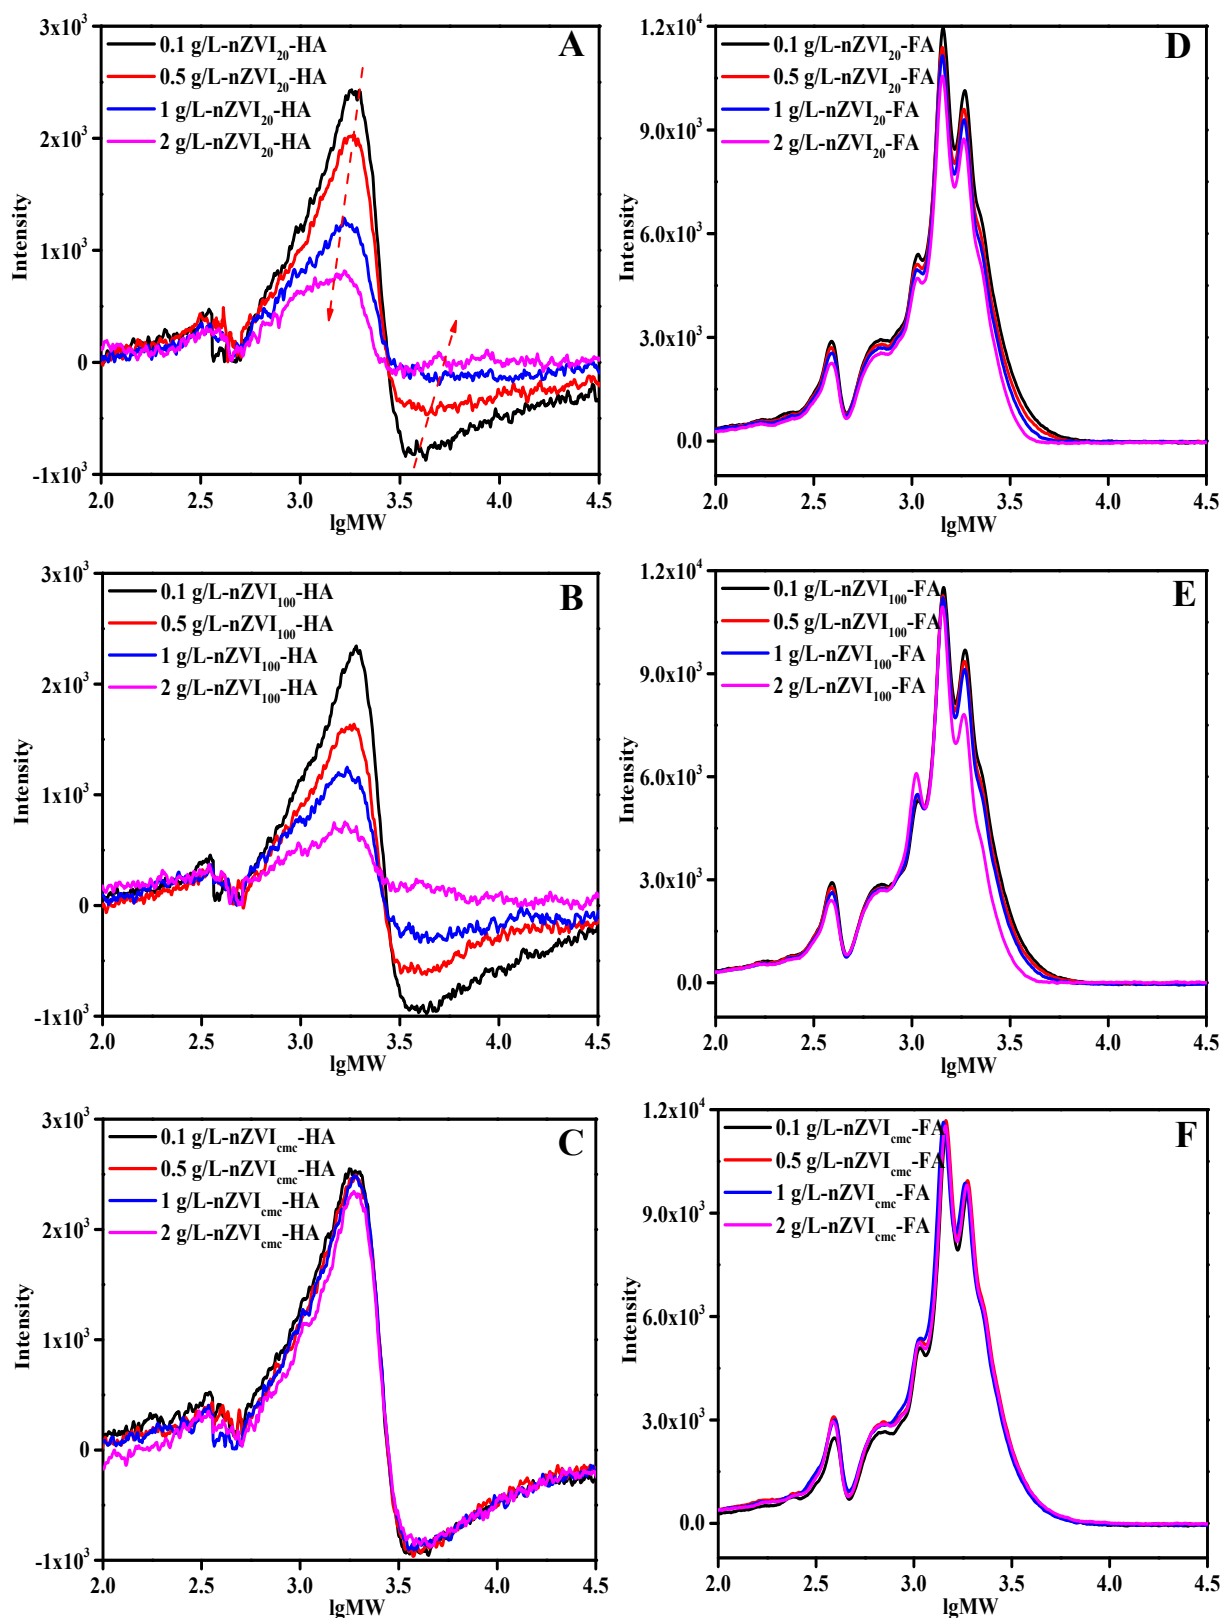 A
0.1 g/L-nZVI20-HA
0.5 g/L-nZVI20-HA
1 g/L-nZVI20-HA
2 g/L-nZVI20-HA
3x10³
2x10³
1x10³
0
-1x10³
Intensity
2.0 2.5 3.0 3.5 4.0 4.5
lgMW
D
0.1 g/L-nZVI20-FA
0.5 g/L-nZVI20-FA
1 g/L-nZVI20-FA
2 g/L-nZVI20-FA
1.2x10⁴
9.0x10³
6.0x10³
3.0x10³
0.0
Intensity
2.0 2.5 3.0 3.5 4.0 4.5
lgMW
B
0.1 g/L-nZVI100-HA
0.5 g/L-nZVI100-HA
1 g/L-nZVI100-HA
2 g/L-nZVI100-HA
3x10³
2x10³
1x10³
0
-1x10³
Intensity
2.0 2.5 3.0 3.5 4.0 4.5
lgMW
E
0.1 g/L-nZVI100-FA
0.5 g/L-nZVI100-FA
1 g/L-nZVI100-FA
2 g/L-nZVI100-FA
1.2x10⁴
9.0x10³
6.0x10³
3.0x10³
0.0
Intensity
2.0 2.5 3.0 3.5 4.0 4.5
lgMW
C
0.1 g/L-nZVIcmc-HA
0.5 g/L-nZVIcmc-HA
1 g/L-nZVIcmc-HA
2 g/L-nZVIcmc-HA
3x10³
2x10³
1x10³
0
-1x10³
Intensity
2.0 2.5 3.0 3.5 4.0 4.5
lgMW
F
0.1 g/L-nZVIcmc-FA
0.5 g/L-nZVIcmc-FA
1 g/L-nZVIcmc-FA
2 g/L-nZVIcmc-FA
1.2x10⁴
9.0x10³
6.0x10³
3.0x10³
0.0
Intensity
2.0 2.5 3.0 3.5 4.0 4.5
lgMW